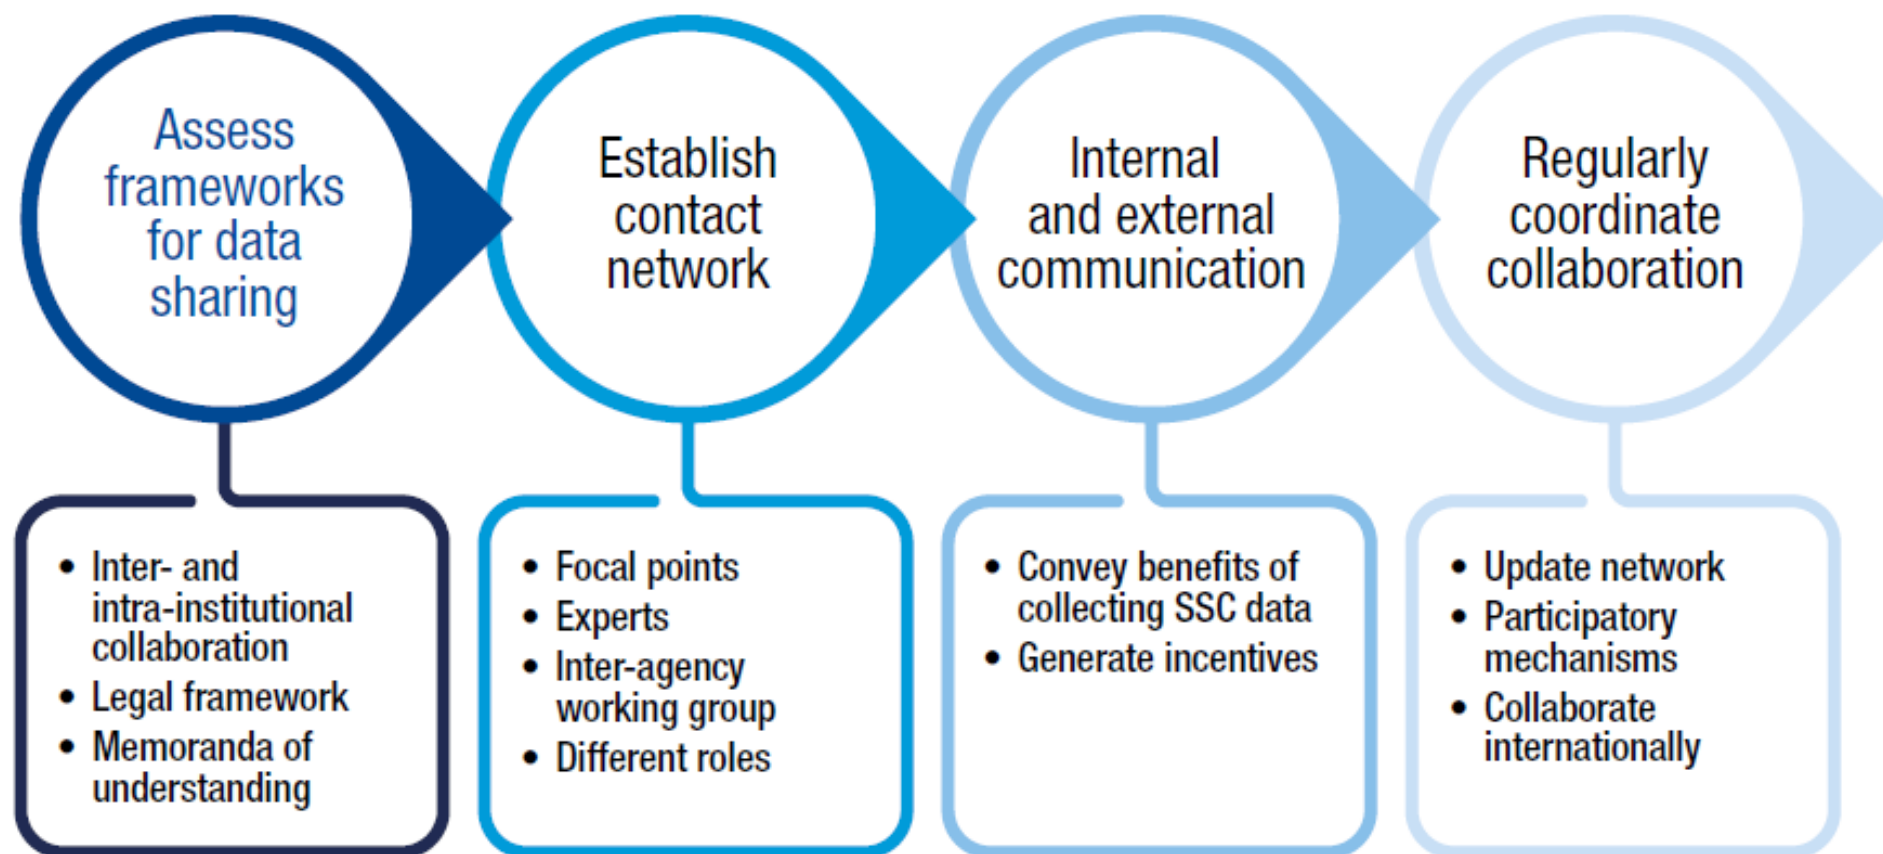 Assess
frameworks
for data
sharing
Establish
contact
network
Internal
and external
communication
Regularly
coordinate
collaboration
• Inter- and
intra-institutional
collaboration
• Legal framework
• Memoranda of
understanding
• Focal points
• Experts
• Inter-agency
working group
• Different roles
• Convey benefits of
collecting SSC data
• Generate incentives
• Update network
• Participatory
mechanisms
• Collaborate
internationally